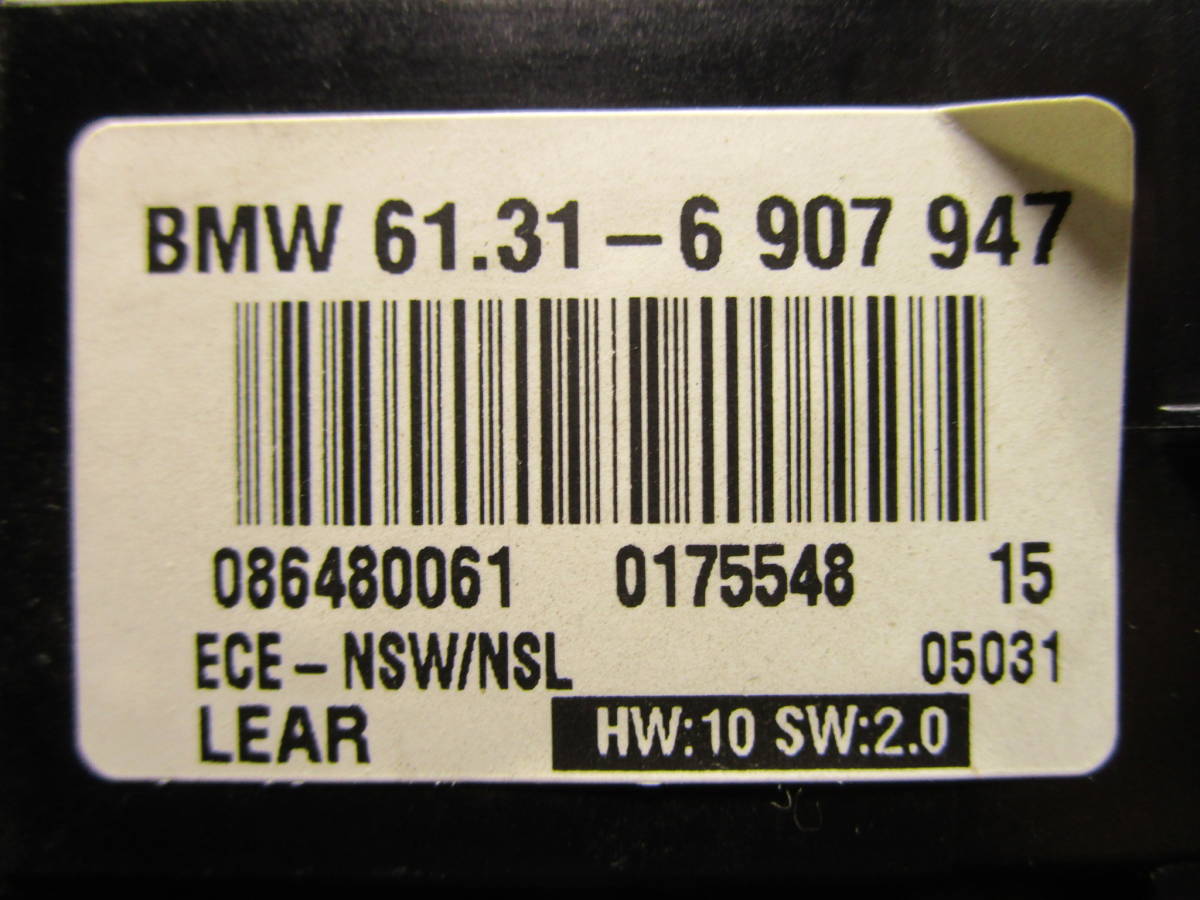 BMW 61.31-6 907 947
086480061 0175548 15
ECE-NSW/NSL 05031
LEAR HW:10 SW:2.0